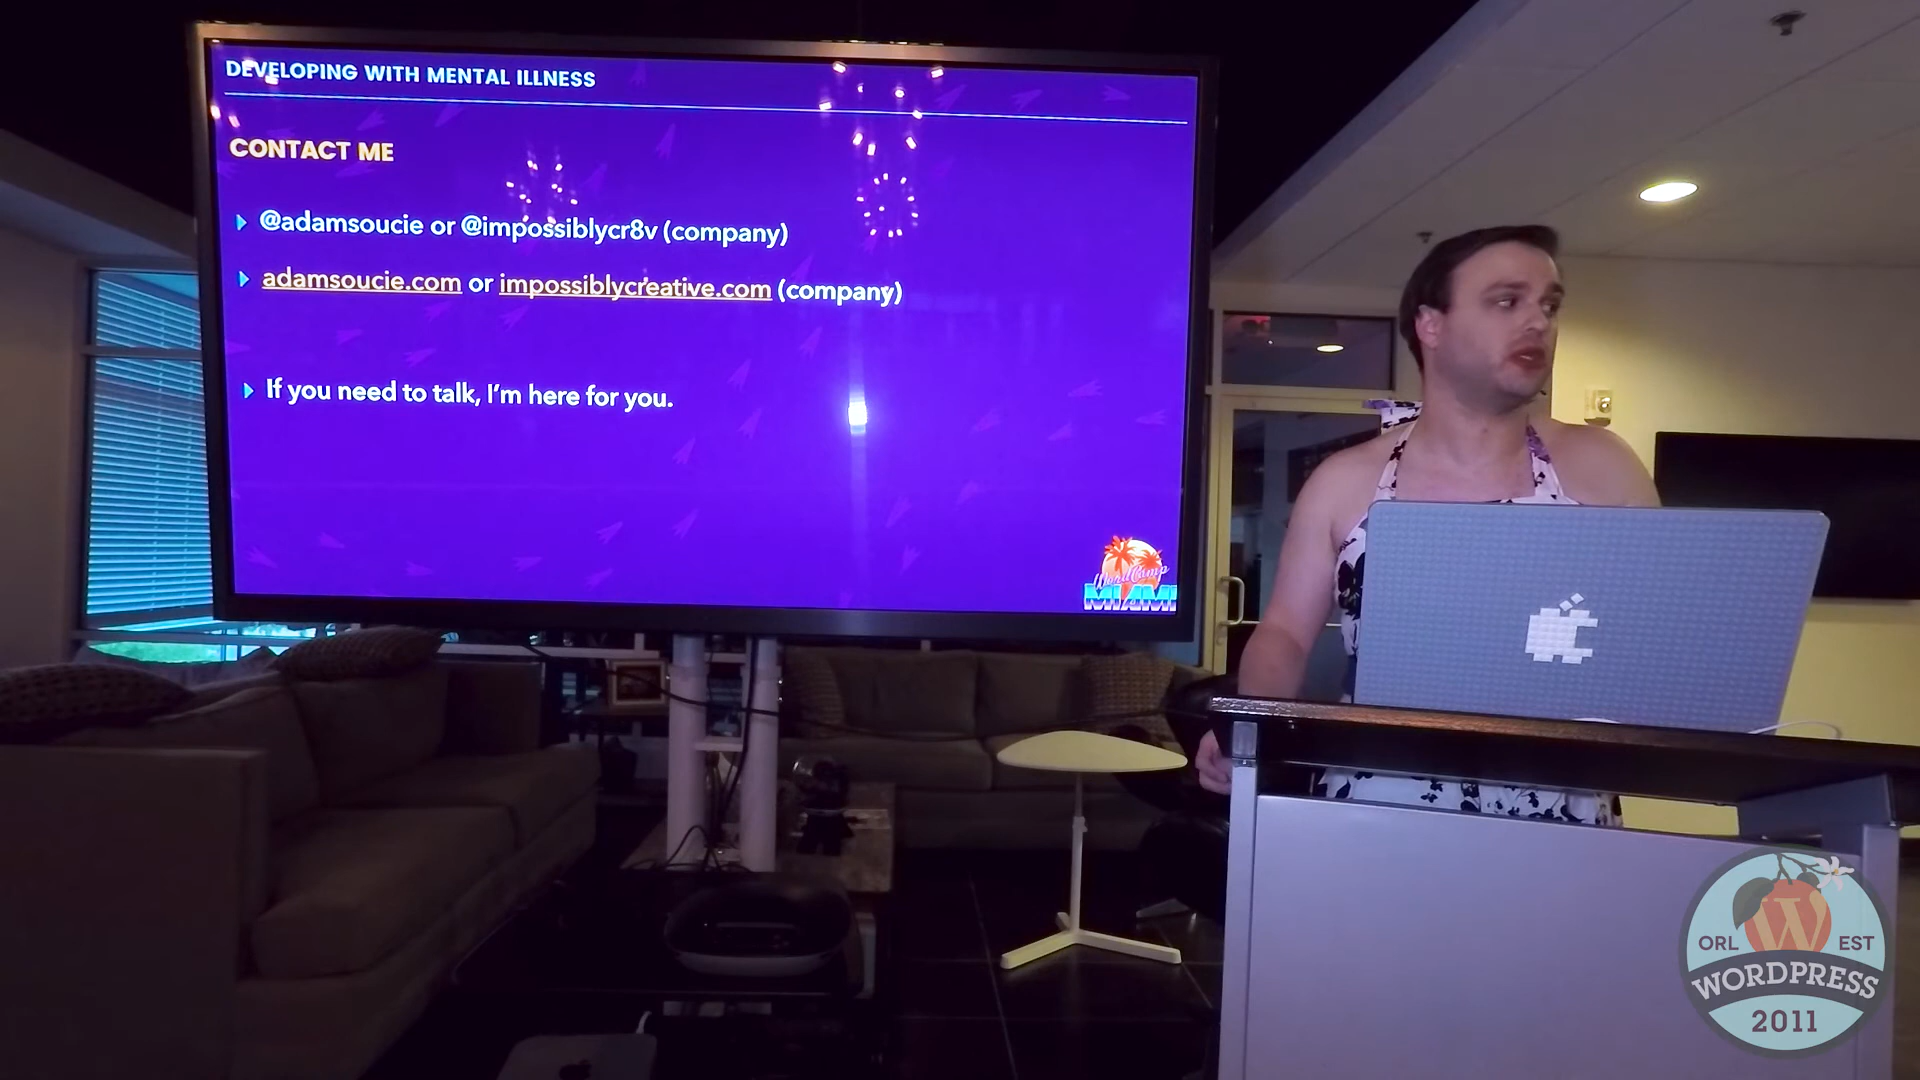 DEVELOPING WITH MENTAL ILLNESS
CONTACT ME
@adamsoucie or @impossiblycr8v (company)
adamsoucie.com or impossiblycreative.com (company)
If you need to talk, I'm here for you.
WordCamp
MIAMI
ORL W EST
WORDPRESS
2011